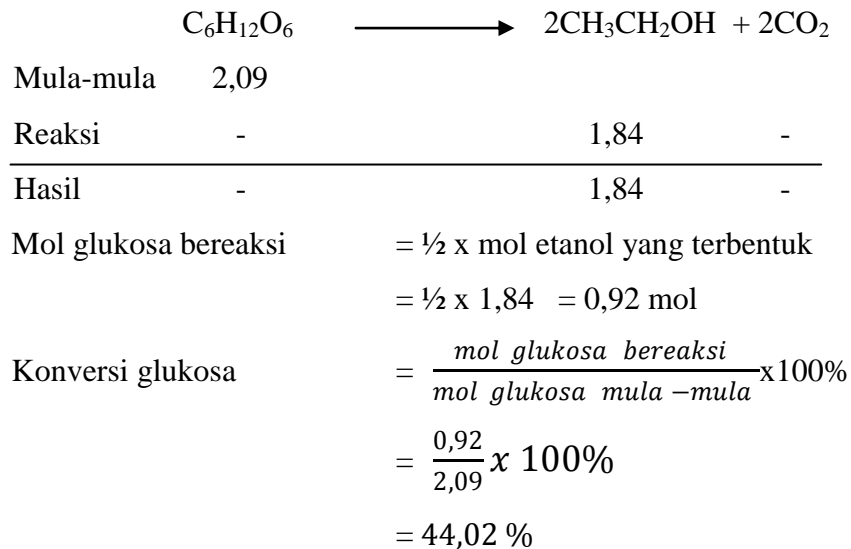 C₆H₁₂O₆ ⟶ 2CH₃CH₂OH + 2CO₂
Mula-mula 2,09
Reaksi - 1,84 -
Hasil - 1,84 -
Mol glukosa bereaksi = ½ x mol etanol yang terbentuk
= ½ x 1,84 = 0,92 mol
Konversi glukosa = mol glukosa bereaksi / mol glukosa mula −mula x100%
= 0,92 / 2,09 x 100%
= 44,02 %